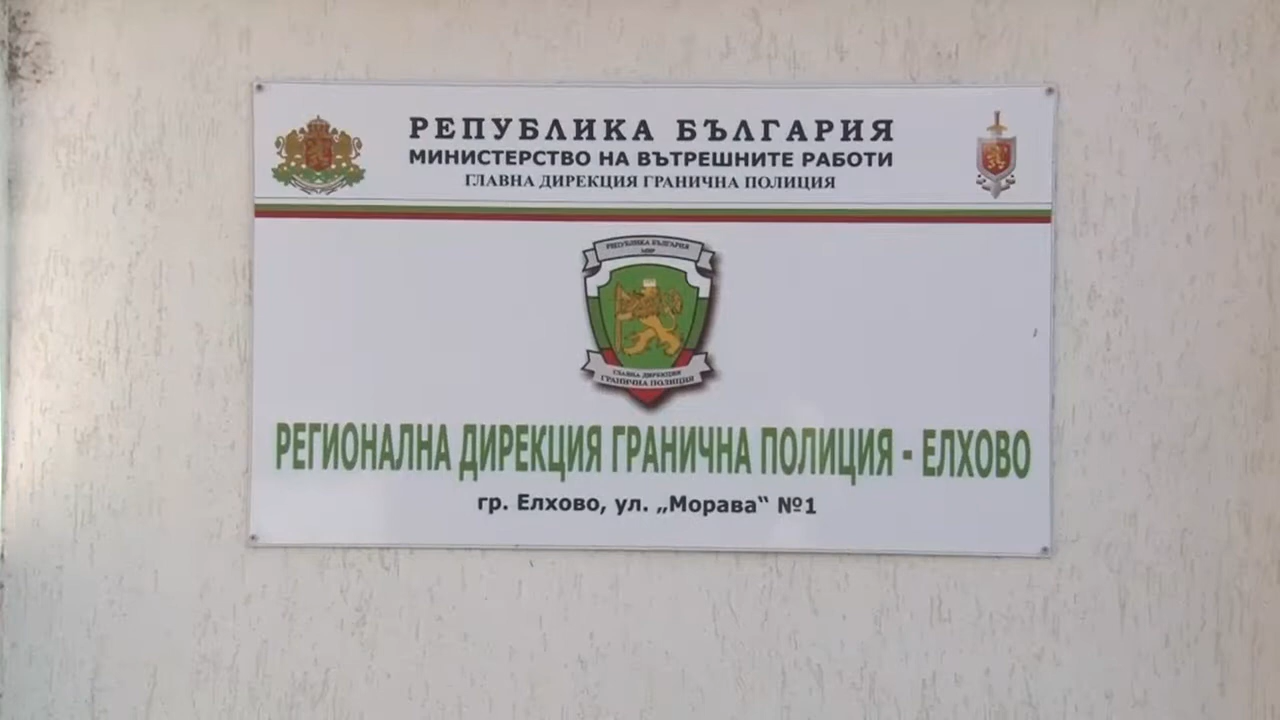 РЕПУБЛИКА БЪЛГАРИЯ
МИНИСТЕРСТВО НА ВЪТРЕШНИТЕ РАБОТИ
ГЛАВНА ДИРЕКЦИЯ ГРАНИЧНА ПОЛИЦИЯ
РЕПУБЛИКА БЪЛГАРИЯ
МВР
ГЛАВНА ДИРЕКЦИЯ
ГРАНИЧНА ПОЛИЦИЯ
РЕГИОНАЛНА ДИРЕКЦИЯ ГРАНИЧНА ПОЛИЦИЯ - ЕЛХОВО
гр. Елхово, ул. „Морава“ №1